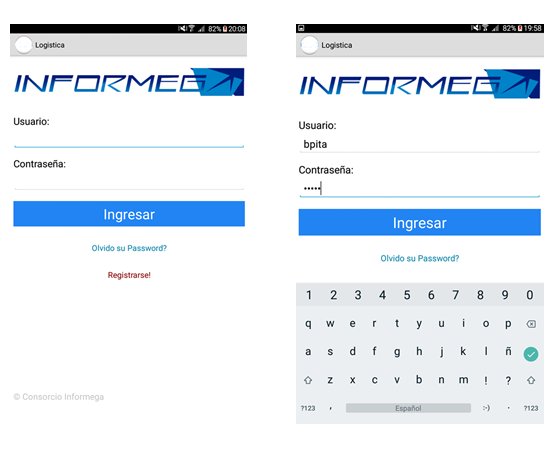 82% 20:08
Logistica
INFORMEGA
Usuario:
Contraseña:
Ingresar
Olvido su Password?
Registrarse!
© Consorcio Informega
82% 19:58
Logistica
INFORMEGA
Usuario:
bpita
Contraseña:
•••••
Ingresar
Olvido su Password?
1 2 3 4 5 6 7 8 9 0
q w e r t y u i o p
a s d f g h j k l ñ
z x c v b n m ! ?
?123 , Español :-) . ?123